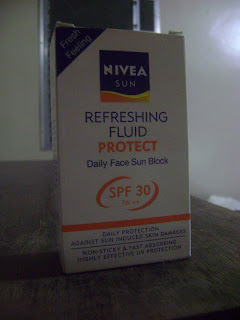 Fresh
Feeling
NIVEA
SUN
REFRESHING
FLUID
PROTECT
Daily Face Sun Block
SPF 30
PA ++
DAILY PROTECTION
AGAINST SUN INDUCED SKIN DAMAGES
NON-STICKY & FAST ABSORBING
HIGHLY EFFECTIVE UV PROTECTION